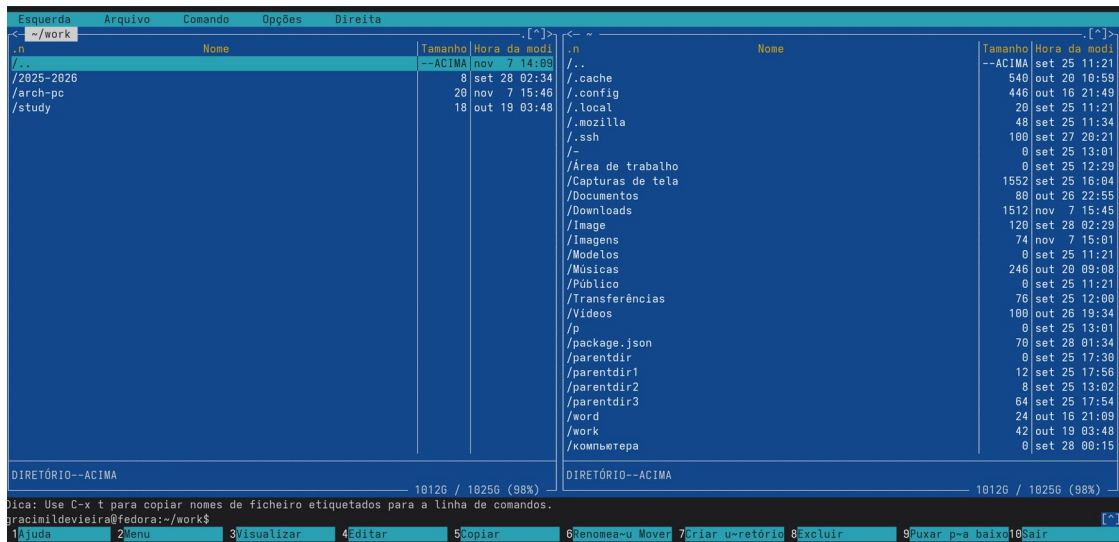 Esquerda Arquivo Comando Opções Direita
<— ~/work .[^]>
.n Nome Tamanho Hora da modi
/.. --ACIMA nov 7 14:09
/2025-2026 8 set 28 02:34
/arch-pc 20 nov 7 15:46
/study 18 out 19 03:48
DIRETÓRIO--ACIMA
1012G / 1025G (98%)
<— ~ .[^]>
.n Nome Tamanho Hora da modi
/.. --ACIMA set 25 11:21
/.cache 540 out 20 10:59
/.config 446 out 16 21:49
/.local 20 set 25 11:21
/.mozilla 48 set 25 11:34
/.ssh 100 set 27 20:21
/- 0 set 25 13:01
/Área de trabalho 0 set 25 12:29
/Capturas de tela 1552 set 25 16:04
/Documentos 80 out 26 22:55
/Downloads 1512 nov 7 15:45
/Image 120 set 28 02:29
/Imagens 74 nov 7 15:01
/Modelos 0 set 25 11:21
/Músicas 246 out 20 09:08
/Público 0 set 25 11:21
/Transferências 76 set 25 12:00
/Vídeos 100 out 26 19:34
/p 0 set 25 13:01
/package.json 70 set 28 01:34
/parentdir 0 set 25 17:30
/parentdir1 12 set 25 17:56
/parentdir2 8 set 25 13:02
/parentdir3 64 set 25 17:54
/word 24 out 16 21:09
/work 42 out 19 03:48
/компьютера 0 set 28 00:15
DIRETÓRIO--ACIMA
1012G / 1025G (98%)
Dica: Use C-x t para copiar nomes de ficheiro etiquetados para a linha de comandos.
gracimildevieira@fedora:~/work$ [^]
1Ajuda 2Menu 3Visualizar 4Editar 5Copiar 6Renomea~u Mover 7Criar u~retório 8Excluir 9Puxar p~a baixo 10Sair